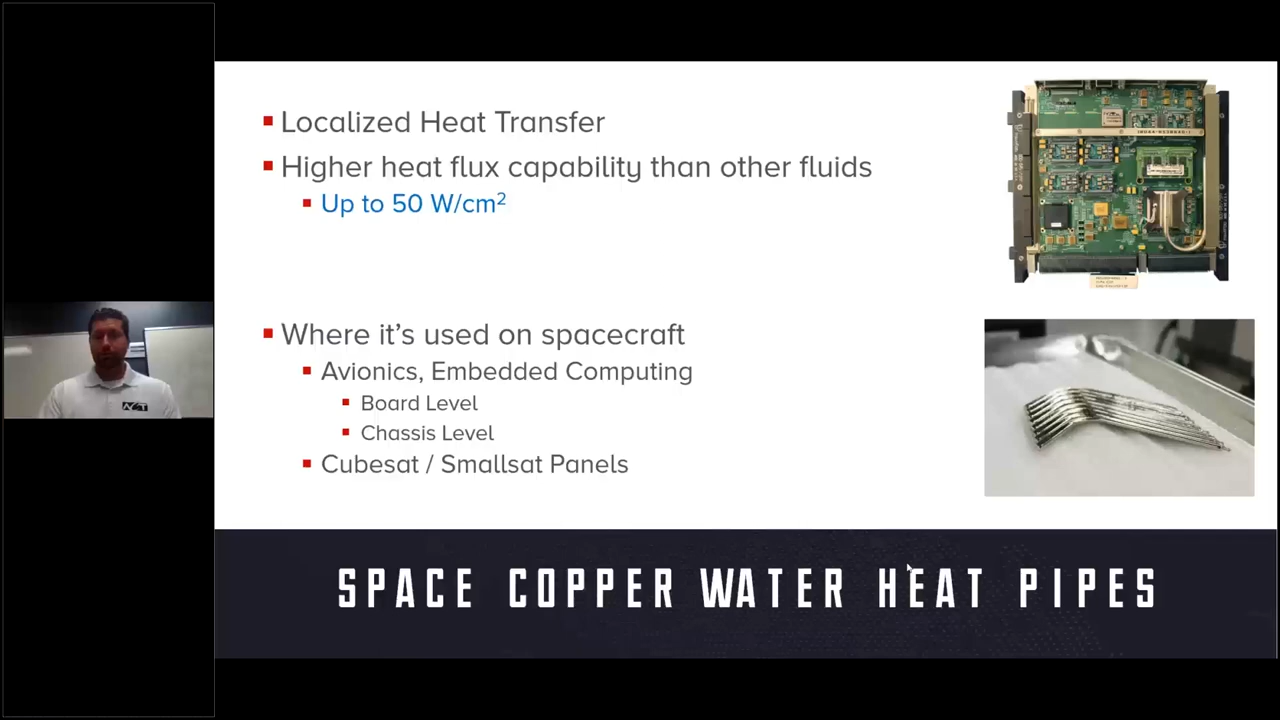 Localized Heat Transfer
Higher heat flux capability than other fluids
Up to 50 W/cm²
Where it's used on spacecraft
Avionics, Embedded Computing
Board Level
Chassis Level
Cubesat / Smallsat Panels
SPACE COPPER WATER HEAT PIPES
ACT